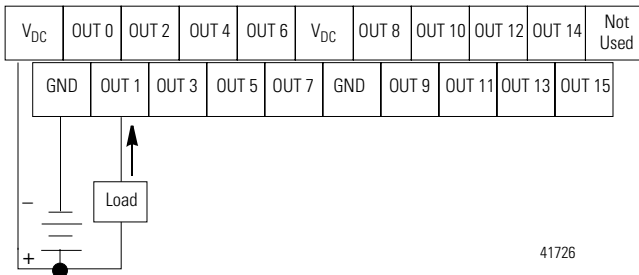 V_DC OUT 0 OUT 2 OUT 4 OUT 6 V_DC OUT 8 OUT 10 OUT 12 OUT 14 Not Used
GND OUT 1 OUT 3 OUT 5 OUT 7 GND OUT 9 OUT 11 OUT 13 OUT 15
Load
–
+
41726